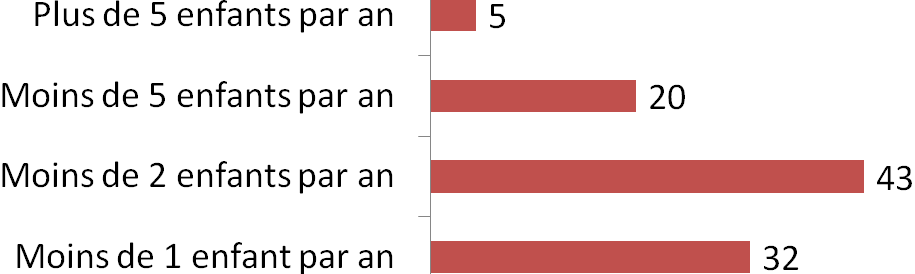 Plus de 5 enfants par an 5
Moins de 5 enfants par an 20
Moins de 2 enfants par an 43
Moins de 1 enfant par an 32